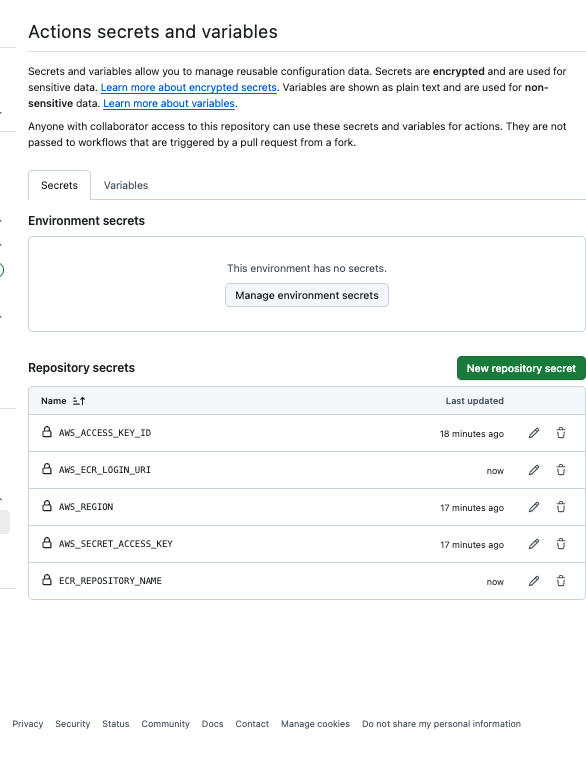 Actions secrets and variables
Secrets and variables allow you to manage reusable configuration data. Secrets are encrypted and are used for
sensitive data. Learn more about encrypted secrets. Variables are shown as plain text and are used for non-
sensitive data. Learn more about variables.
Anyone with collaborator access to this repository can use these secrets and variables for actions. They are not
passed to workflows that are triggered by a pull request from a fork.
Secrets Variables
Environment secrets
This environment has no secrets.
Manage environment secrets
Repository secrets New repository secret
Name Last updated
AWS_ACCESS_KEY_ID 18 minutes ago
AWS_ECR_LOGIN_URI now
AWS_REGION 17 minutes ago
AWS_SECRET_ACCESS_KEY 17 minutes ago
ECR_REPOSITORY_NAME now
Privacy Security Status Community Docs Contact Manage cookies Do not share my personal information